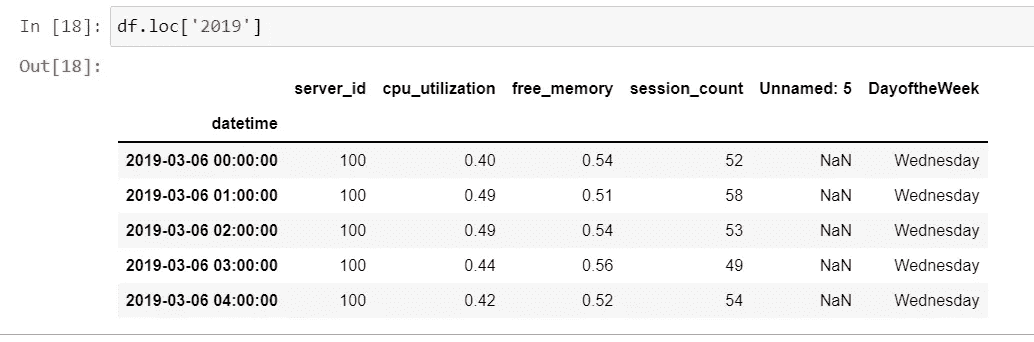 In [18]: df.loc['2019']
Out[18]:
server_id cpu_utilization free_memory session_count Unnamed: 5 DayoftheWeek
datetime
2019-03-06 00:00:00 100 0.40 0.54 52 NaN Wednesday
2019-03-06 01:00:00 100 0.49 0.51 58 NaN Wednesday
2019-03-06 02:00:00 100 0.49 0.54 53 NaN Wednesday
2019-03-06 03:00:00 100 0.44 0.56 49 NaN Wednesday
2019-03-06 04:00:00 100 0.42 0.52 54 NaN Wednesday